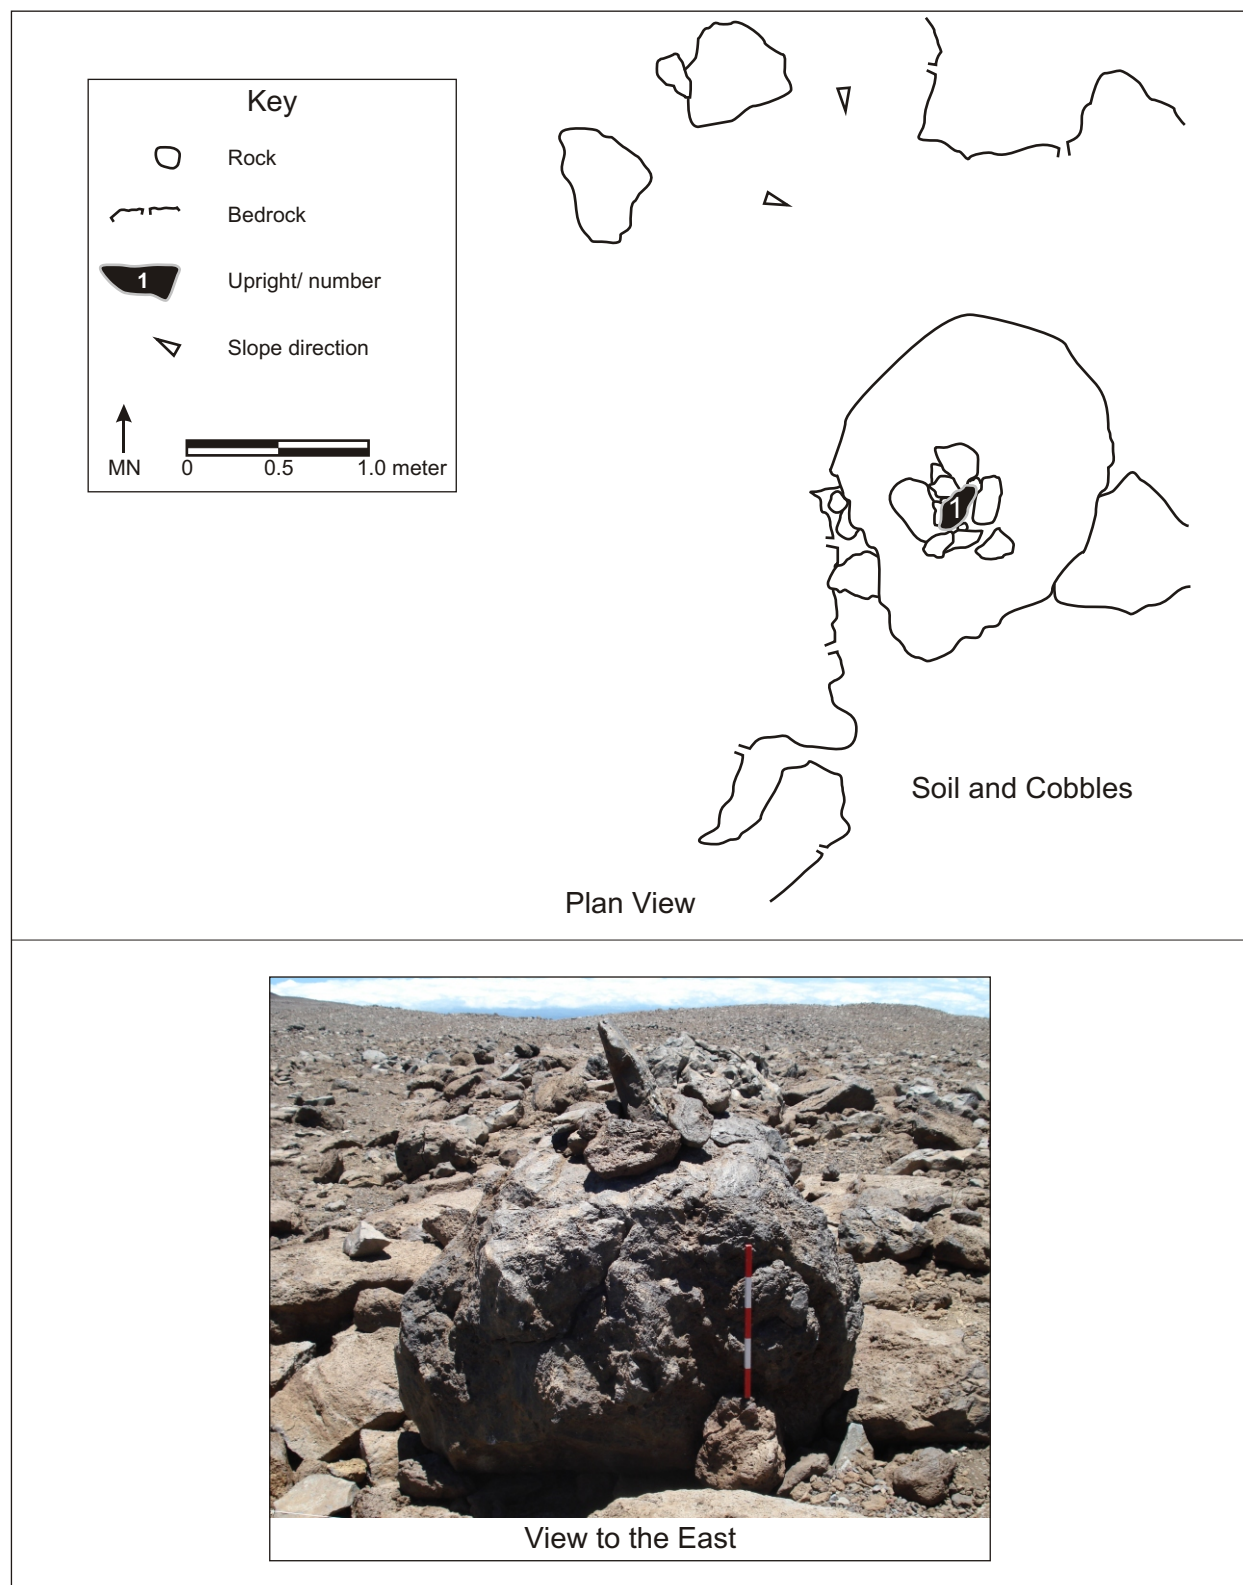 Key
Rock
Bedrock
1
Upright/ number
Slope direction
MN
0 0.5 1.0 meter
1
Soil and Cobbles
Plan View
View to the East